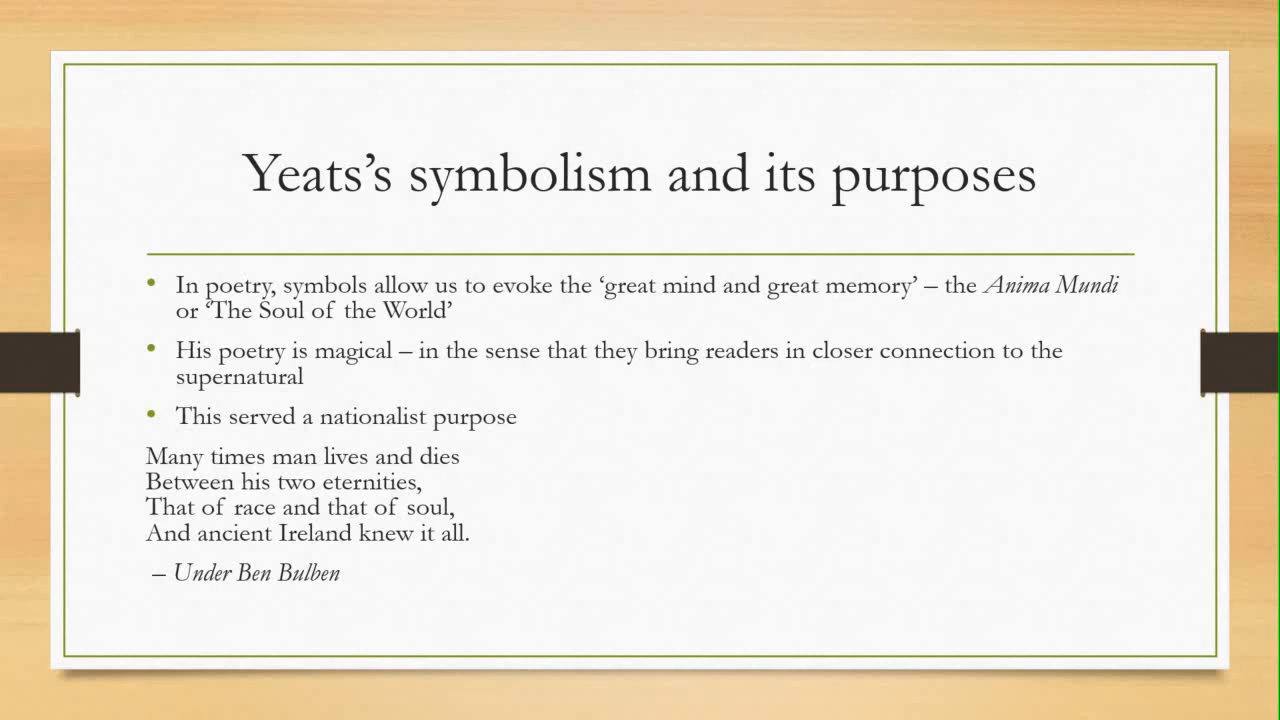 Yeats’s symbolism and its purposes
• In poetry, symbols allow us to evoke the ‘great mind and great memory’ – the Anima Mundi
or ‘The Soul of the World’
• His poetry is magical – in the sense that they bring readers in closer connection to the
supernatural
• This served a nationalist purpose
Many times man lives and dies
Between his two eternities,
That of race and that of soul,
And ancient Ireland knew it all.
– Under Ben Bulben